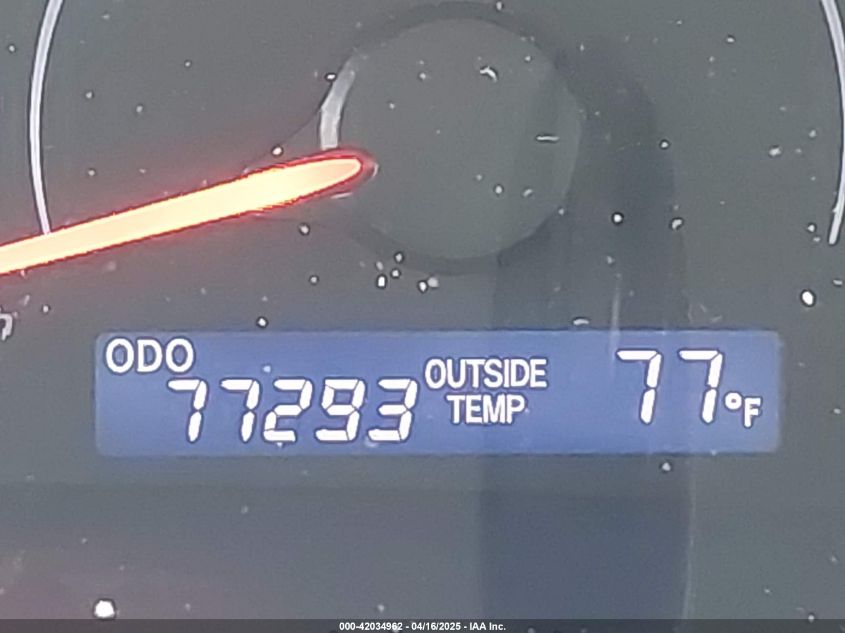 ODO
77293
OUTSIDE
TEMP
77°F
000-42034962 - 04/16/2025 - IAA Inc.